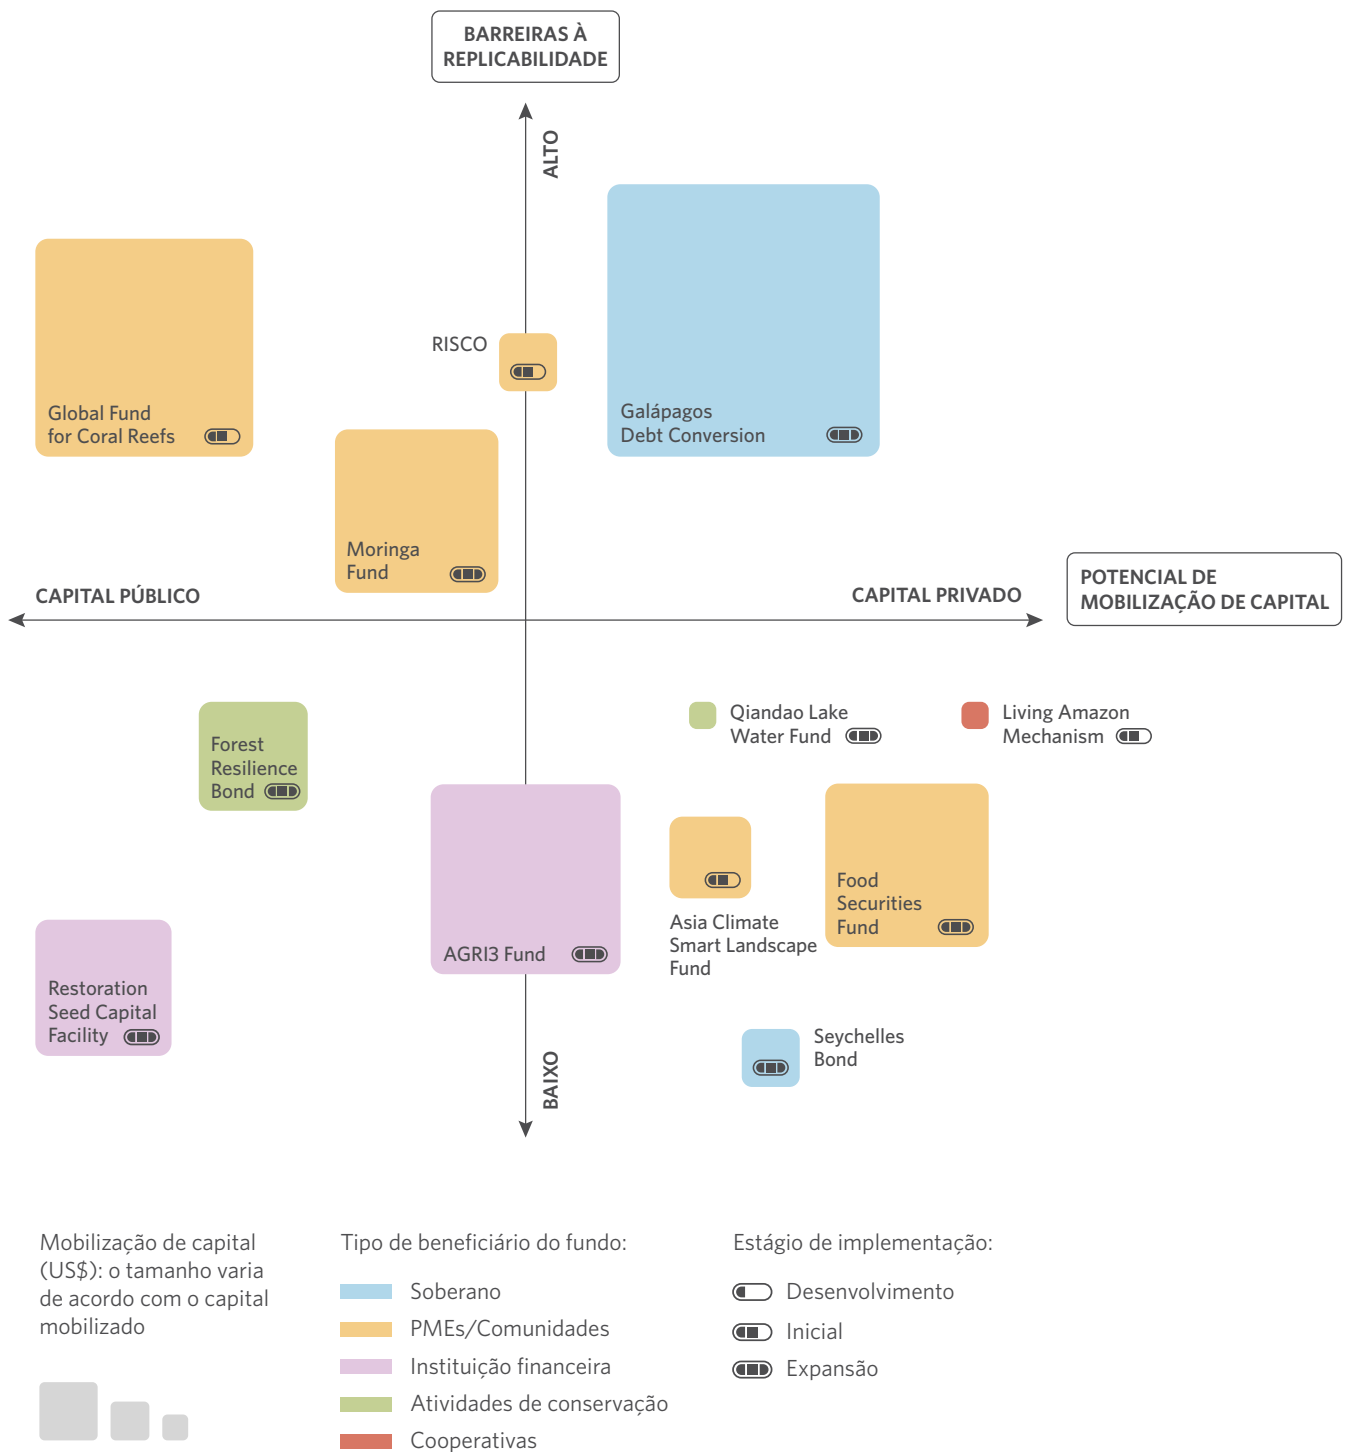 BARREIRAS À
REPLICABILIDADE
ALTO
Global Fund
for Coral Reefs
RISCO
Galápagos
Debt Conversion
Moringa
Fund
CAPITAL PÚBLICO
CAPITAL PRIVADO
POTENCIAL DE
MOBILIZAÇÃO DE CAPITAL
Forest
Resilience
Bond
Qiandao Lake
Water Fund
Living Amazon
Mechanism
AGRI3 Fund
Asia Climate
Smart Landscape
Fund
Food
Securities
Fund
Restoration
Seed Capital
Facility
Seychelles
Bond
BAIXO
Mobilização de capital
(US$): o tamanho varia
de acordo com o capital
mobilizado
Tipo de beneficiário do fundo:
Soberano
PMEs/Comunidades
Instituição financeira
Atividades de conservação
Cooperativas
Estágio de implementação:
Desenvolvimento
Inicial
Expansão